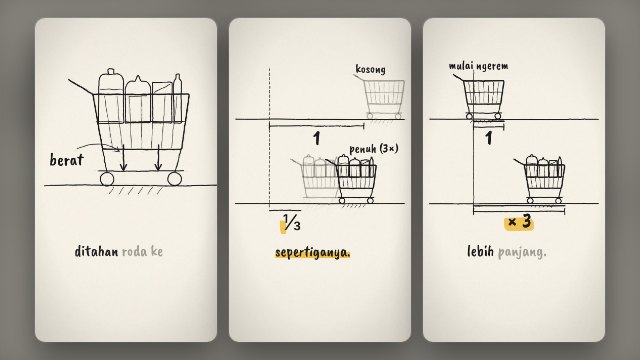 berat
ditahan roda ke
kosong
1
penuh (3×)
1/3
sepertiganya.
mulai ngerem
1
× 3
lebih panjang.